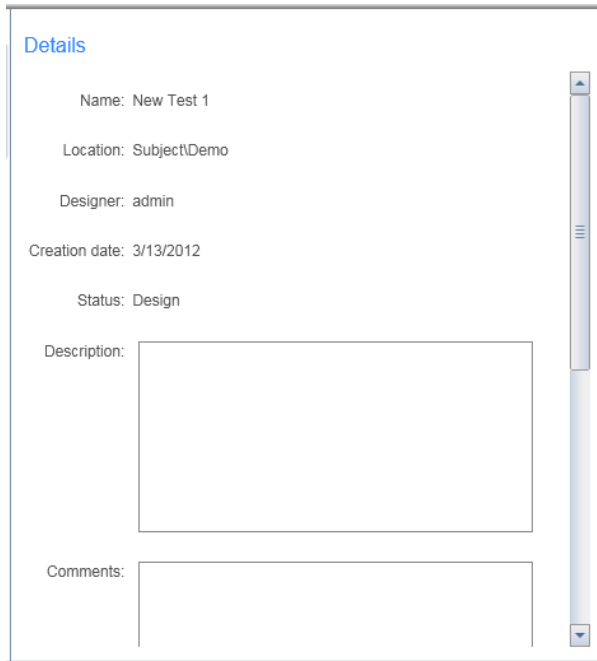 Details
Name: New Test 1
Location: Subject\Demo
Designer: admin
Creation date: 3/13/2012
Status: Design
Description:
Comments: